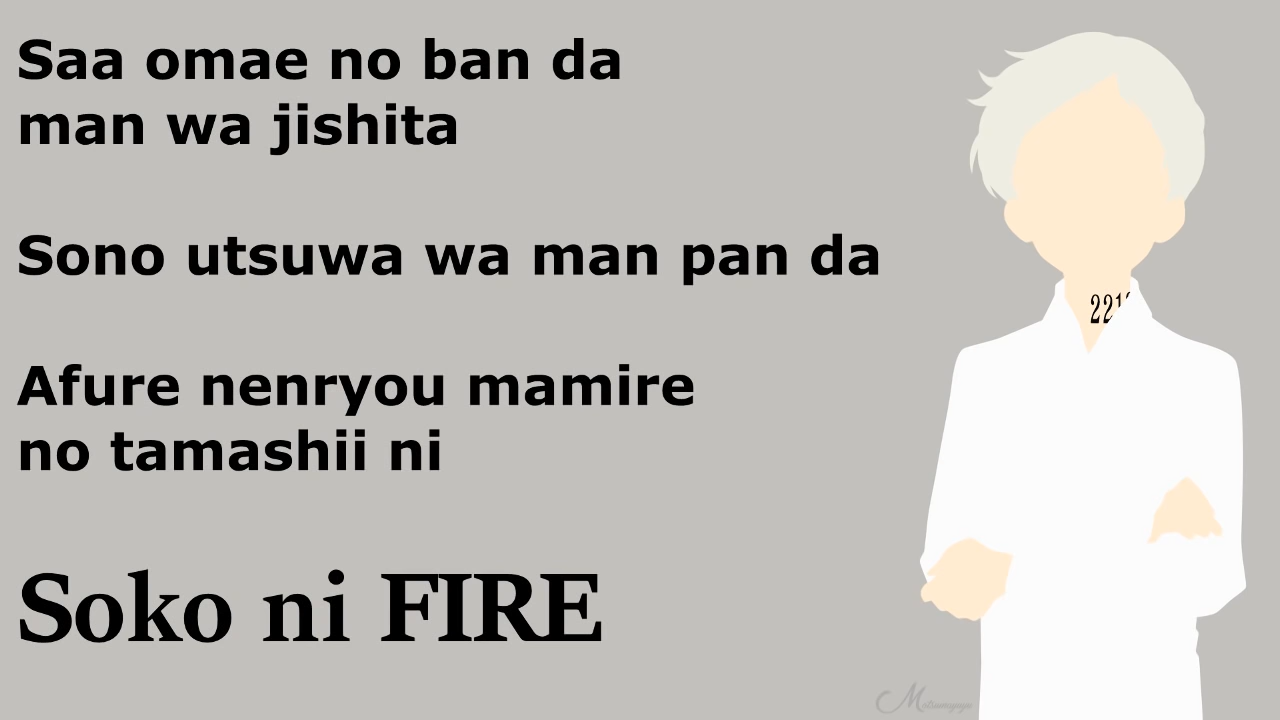 Saa omae no ban da
man wa jishita
Sono utsuwa wa man pan da
Afure nenryou mamire
no tamashii ni
Soko ni FIRE